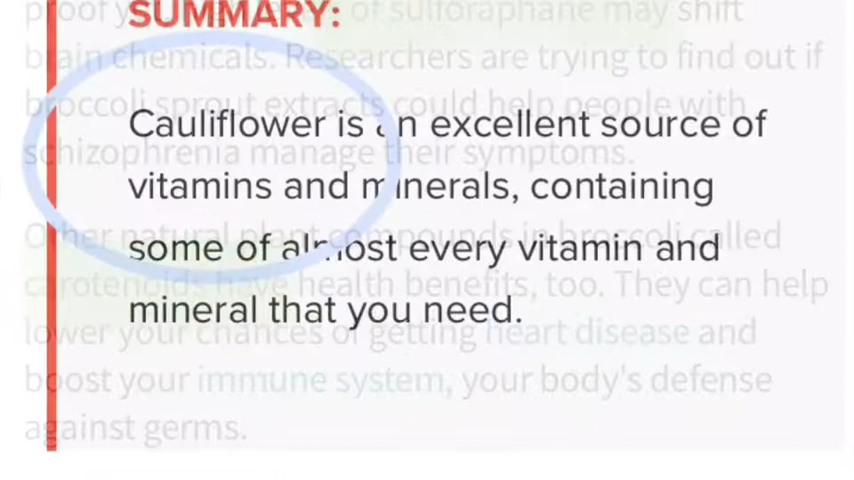 proof of sulforaphane may shift
SUMMARY:
brain chemicals. Researchers are trying to find out if
broccoli sprout extracts could help people with
Cauliflower is an excellent source of
schizophrenia manage their symptoms.
vitamins and minerals, containing
Other natural plant compounds in broccoli called
some of almost every vitamin and
carotenoids have health benefits, too. They can help
mineral that you need.
lower your chances of getting heart disease and
boost your immune system, your body's defense
against germs.